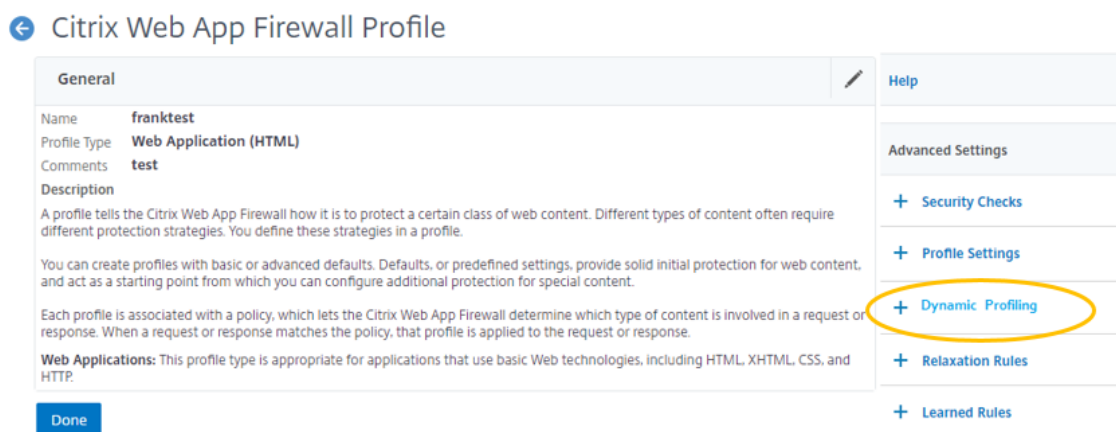 Citrix Web App Firewall Profile
General
Name franktest
Profile Type Web Application (HTML)
Comments test
Description
A profile tells the Citrix Web App Firewall how it is to protect a certain class of web content. Different types of content often require
different protection strategies. You define these strategies in a profile.
You can create profiles with basic or advanced defaults. Defaults, or predefined settings, provide solid initial protection for web content,
and act as a starting point from which you can configure additional protection for special content.
Each profile is associated with a policy, which lets the Citrix Web App Firewall determine which type of content is involved in a request or
response. When a request or response matches the policy, that profile is applied to the request or response.
Web Applications: This profile type is appropriate for applications that use basic Web technologies, including HTML, XHTML, CSS, and
HTTP.
Done
Help
Advanced Settings
+ Security Checks
+ Profile Settings
+ Dynamic Profiling
+ Relaxation Rules
+ Learned Rules